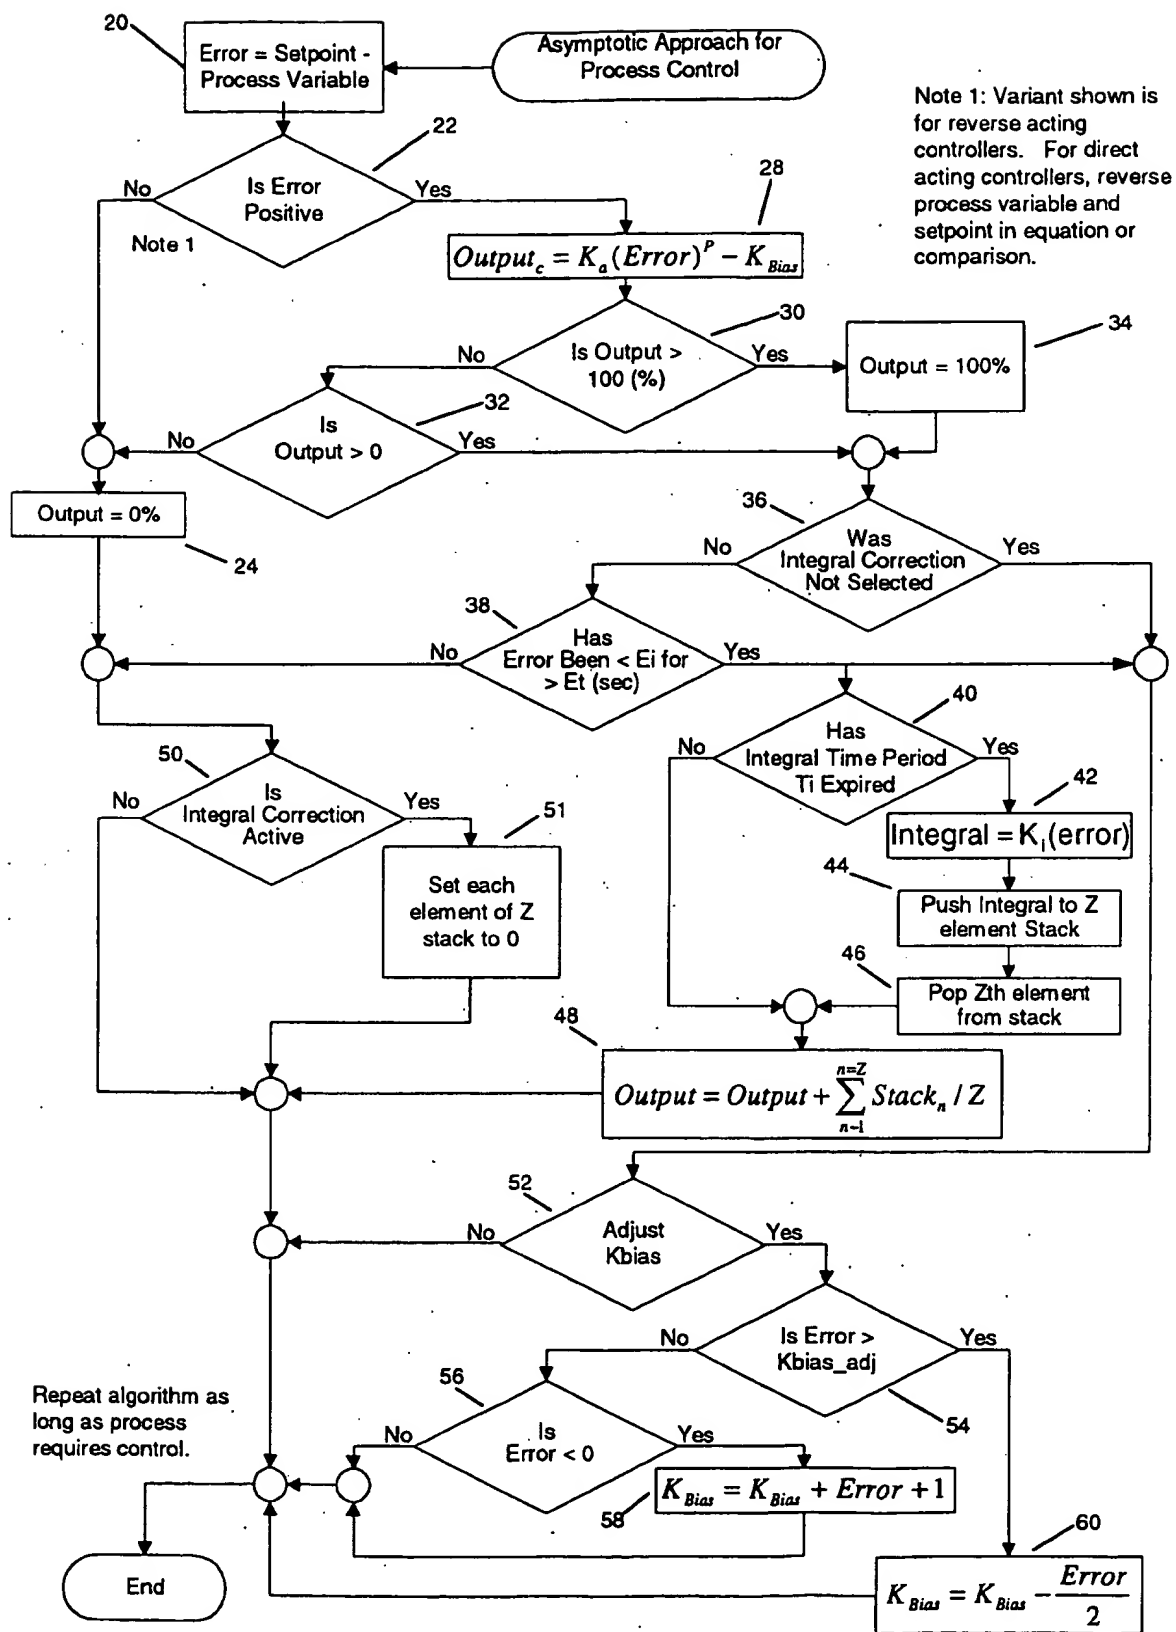 20
Error = Setpoint -
Process Variable
Asymptotic Approach for
Process Control
Note 1: Variant shown is
for reverse acting
controllers. For direct
acting controllers, reverse
process variable and
setpoint in equation or
comparison.
22
No
Is Error
Positive
Yes
Note 1
28
Output_c = K_a (Error)^P - K_Bias
30
No
Is Output >
100 (%)
Yes
34
Output = 100%
32
No
Is
Output > 0
Yes
Output = 0%
24
36
No
Was
Integral Correction
Not Selected
Yes
38
No
Has
Error Been < Ei for
> Et (sec)
Yes
40
No
Has
Integral Time Period
Ti Expired
Yes
42
Integral = K_i(error)
44
Push Integral to Z
element Stack
46
Pop Zth element
from stack
50
No
Is
Integral Correction
Active
Yes
51
Set each
element of Z
stack to 0
48
n=Z
Output = Output + ∑ Stack_n / Z
n-1
52
No
Adjust
Kbias
Yes
No
Is Error >
Kbias_adj
Yes
54
56
No
Is
Error < 0
Yes
58
K_Bias = K_Bias + Error + 1
Repeat algorithm as
long as process
requires control.
60
K_Bias = K_Bias - Error / 2
End